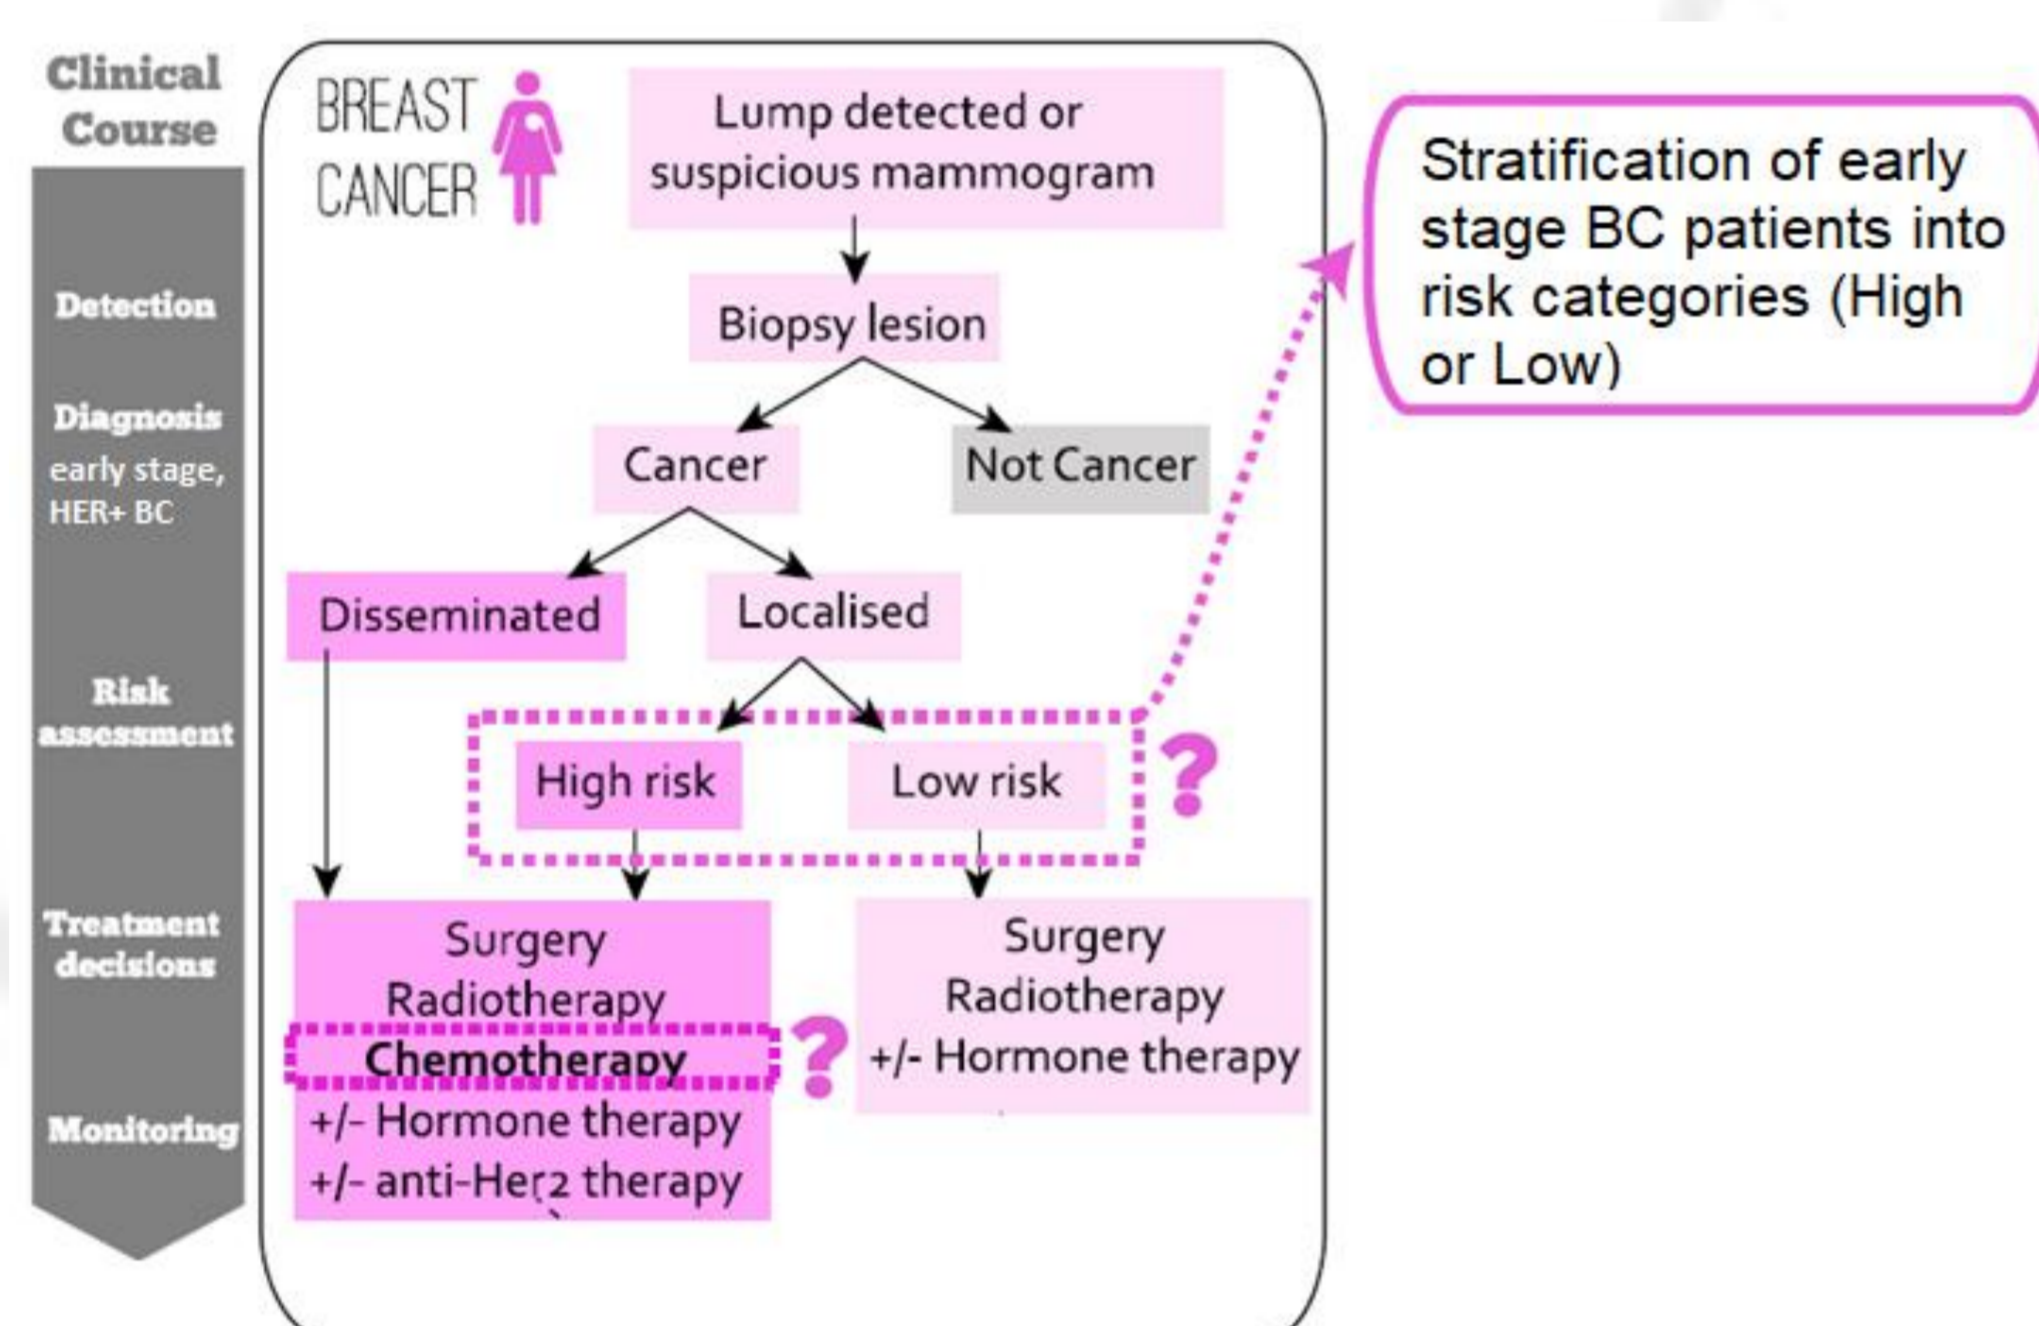 Clinical
Course
Detection
Diagnosis
early stage,
HER+ BC
Risk
assessment
Treatment
decisions
Monitoring
BREAST
CANCER
Lump detected or
suspicious mammogram
Biopsy lesion
Cancer
Not Cancer
Disseminated
Localised
High risk
Low risk
?
Surgery
Radiotherapy
Chemotherapy
?
+/- Hormone therapy
+/- anti-Her2 therapy
Surgery
Radiotherapy
+/- Hormone therapy
Stratification of early
stage BC patients into
risk categories (High
or Low)